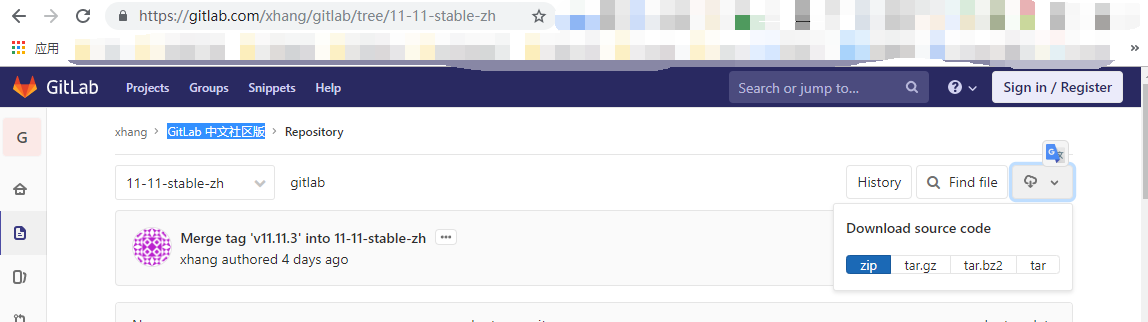 https://gitlab.com/xhang/gitlab/tree/11-11-stable-zh
应用
»
GitLab Projects Groups Snippets Help Search or jump to... Sign in / Register
G xhang > GitLab 中文社区版 > Repository
11-11-stable-zh gitlab History Find file
Merge tag 'v11.11.3' into 11-11-stable-zh ···
xhang authored 4 days ago
Download source code
zip tar.gz tar.bz2 tar